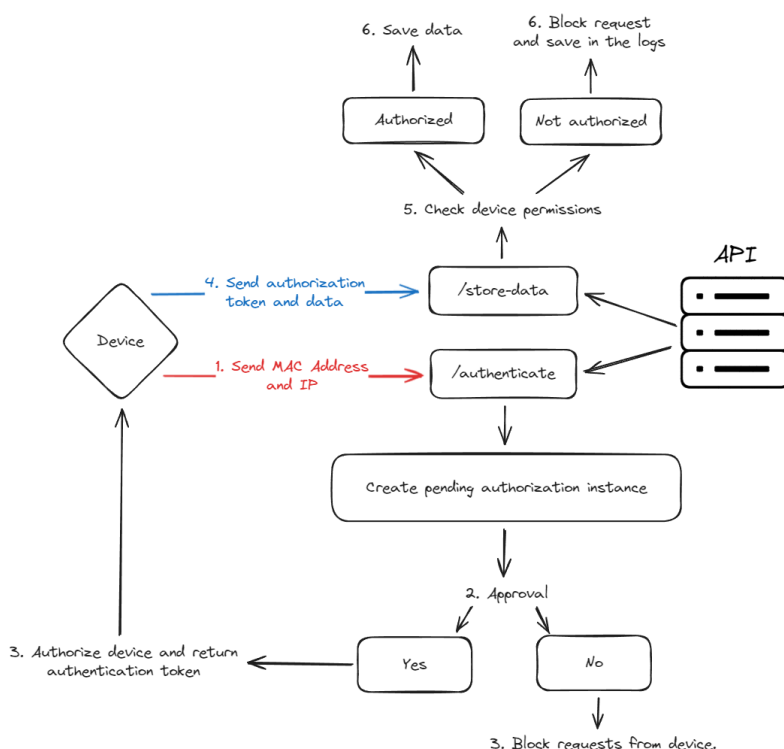 6. Save data
6. Block request
and save in the logs
Authorized
Not authorized
5. Check device permissions
API
4. Send authorization
token and data
/store-data
Device
1. Send MAC Address
and IP
/authenticate
Create pending authorization instance
2. Approval
3. Authorize device and return
authentication token
Yes
No
3. Block requests from device.